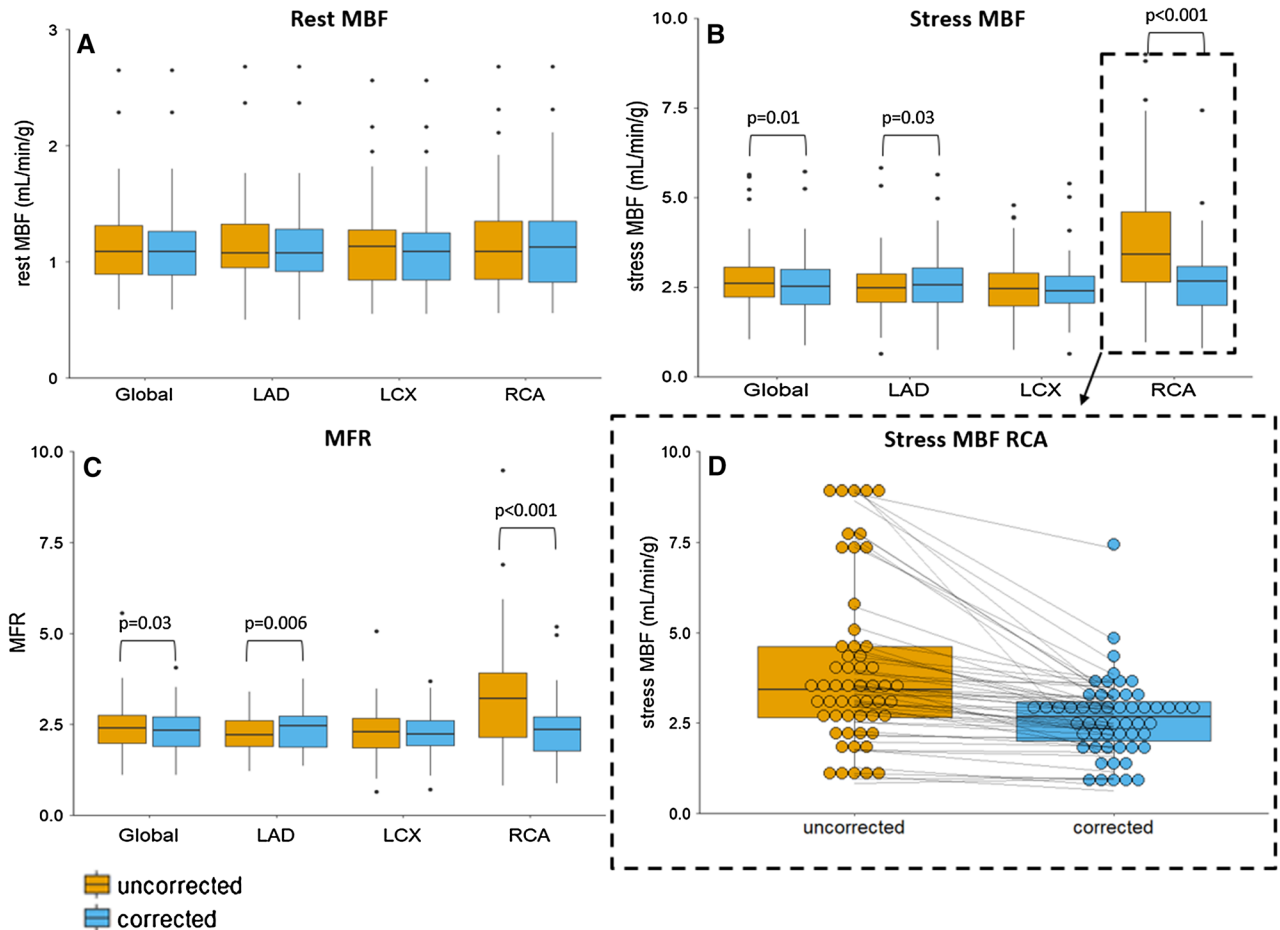 Rest MBF
A
rest MBF (mL/min/g)
3
2
1
0
Global LAD LCX RCA
Stress MBF
B
stress MBF (mL/min/g)
10.0
7.5
5.0
2.5
0.0
p=0.01
p=0.03
p<0.001
Global LAD LCX RCA
MFR
C
MFR
10.0
7.5
5.0
2.5
0.0
p=0.03
p=0.006
p<0.001
Global LAD LCX RCA
Stress MBF RCA
D
stress MBF (mL/min/g)
10.0
7.5
5.0
2.5
0.0
uncorrected corrected
uncorrected
corrected